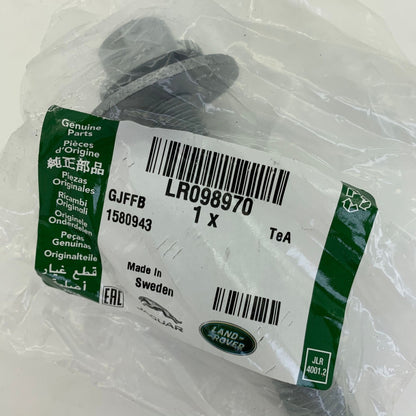 Genuine
Parts
Pièces
d'Origine
純正部品
Piezas
Originales
Ricambi
Originali
Originele
Onderdelen
Peças
Genuinas
Originalteile
قطع غيار
أصلية
LR098970
GJFFB
1 x
1580943
TeA
Made In
Sweden
EAC
JAGUAR
LAND-
ROVER
JLR
4001.2